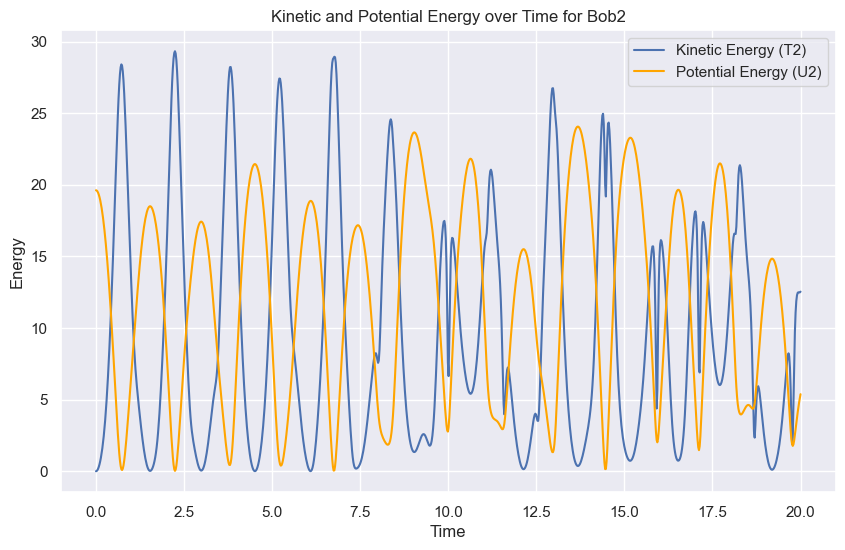 Kinetic and Potential Energy over Time for Bob2
Kinetic Energy (T2)
Potential Energy (U2)
Energy
30
25
20
15
10
5
0
0.0 2.5 5.0 7.5 10.0 12.5 15.0 17.5 20.0
Time